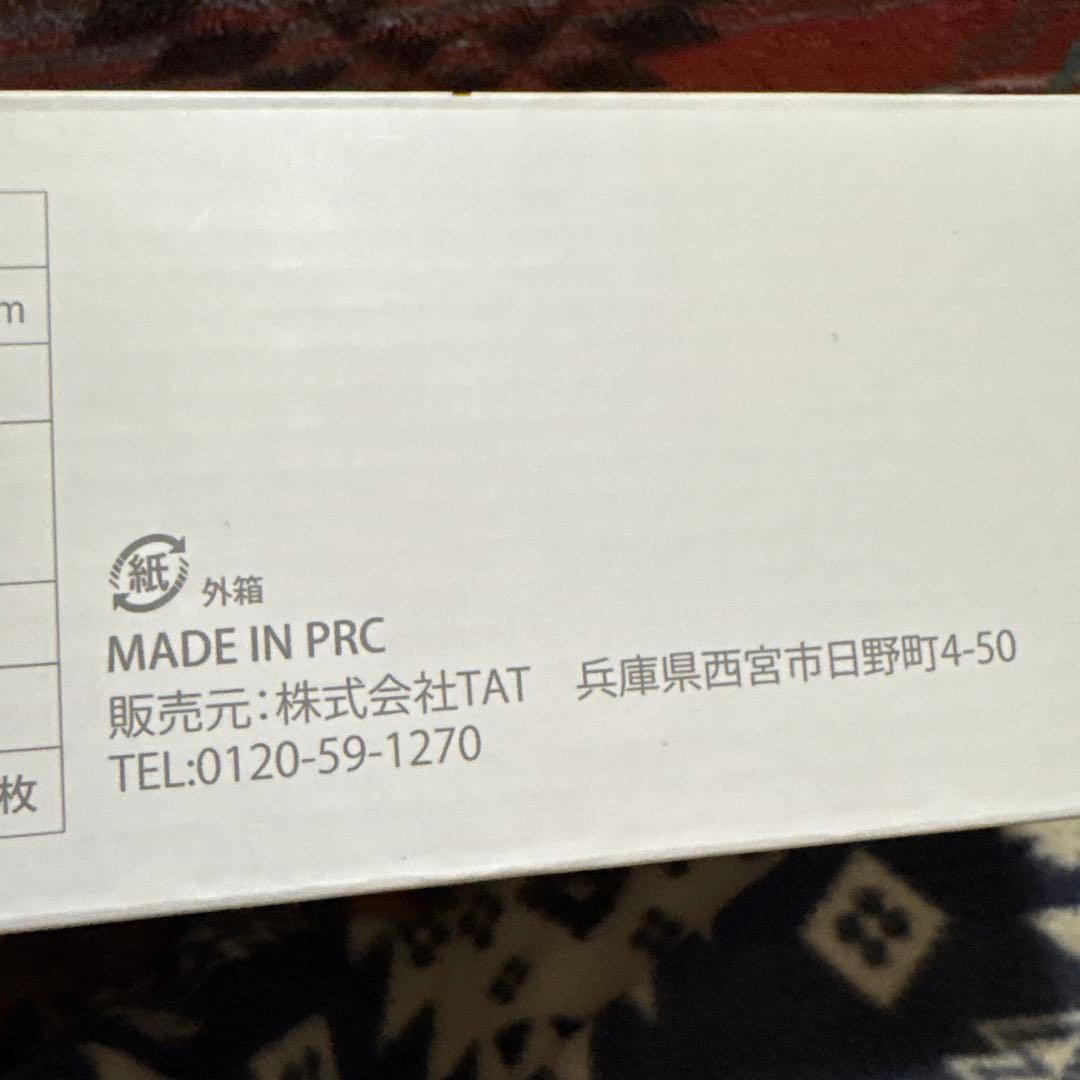 m
紙 外箱
MADE IN PRC
販売元:株式会社TAT 兵庫県西宮市日野町4-50
TEL:0120-59-1270
枚